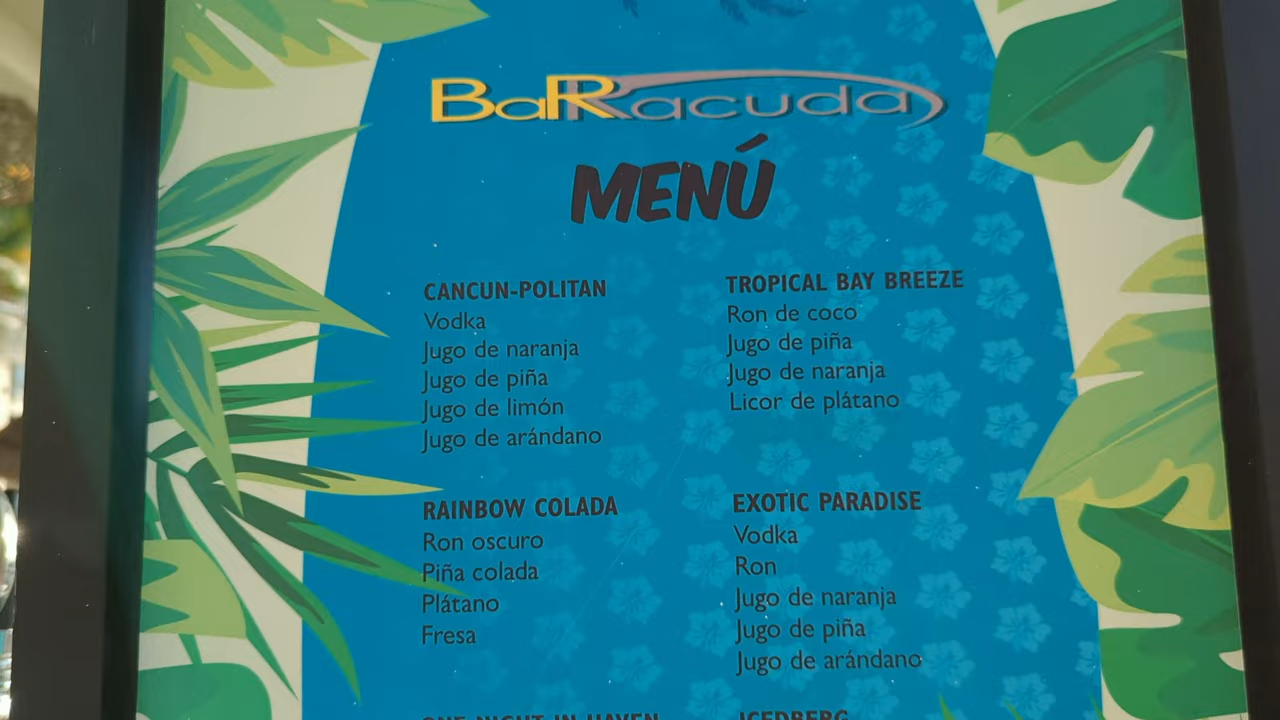 BaRRacuda
MENÚ
CANCUN-POLITAN
Vodka
Jugo de naranja
Jugo de piña
Jugo de limón
Jugo de arándano
RAINBOW COLADA
Ron oscuro
Piña colada
Plátano
Fresa
ONE NIGHT IN HAVEN
TROPICAL BAY BREEZE
Ron de coco
Jugo de piña
Jugo de naranja
Licor de plátano
EXOTIC PARADISE
Vodka
Ron
Jugo de naranja
Jugo de piña
Jugo de arándano
ICEDBERG